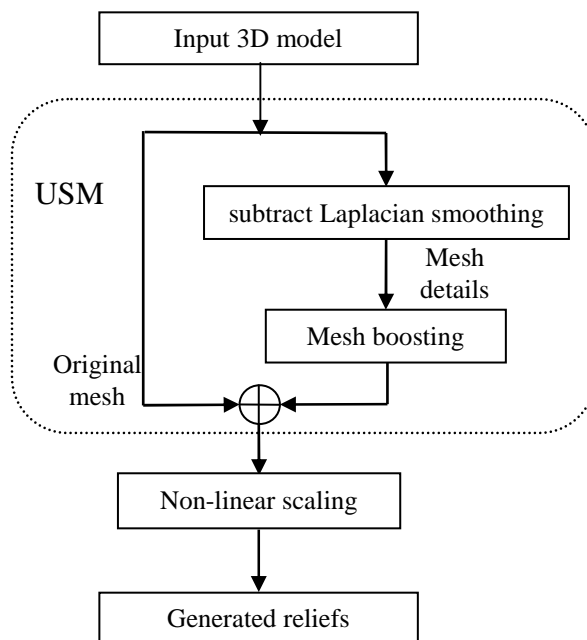 Input 3D model
USM
subtract Laplacian smoothing
Mesh
details
Mesh boosting
Original
mesh
Non-linear scaling
Generated reliefs